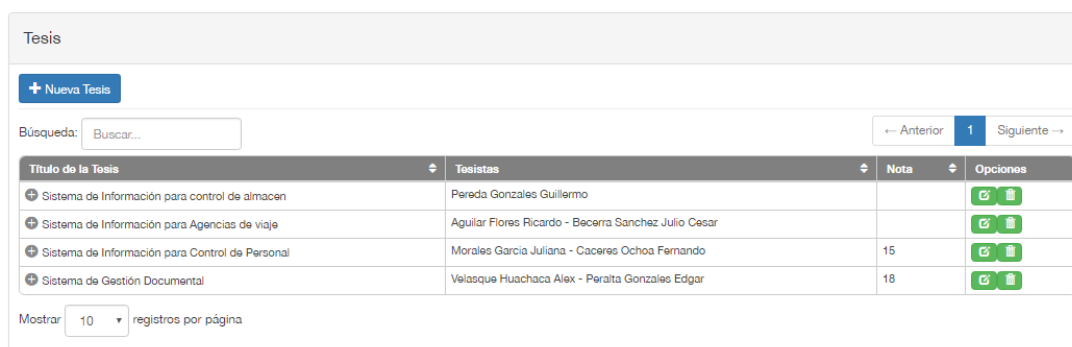 Tesis
Nueva Tesis
Búsqueda: Buscar... ← Anterior 1 Siguiente →
Título de la Tesis Tesistas Nota Opciones
Sistema de Información para control de almacen Pereda Gonzales Guillermo
Sistema de Información para Agencias de viaje Aguilar Flores Ricardo - Becerra Sanchez Julio Cesar
Sistema de Información para Control de Personal Morales Garcia Juliana - Caceres Ochoa Fernando 15
Sistema de Gestión Documental Velasque Huachaca Alex - Peralta Gonzales Edgar 18
Mostrar 10 registros por página